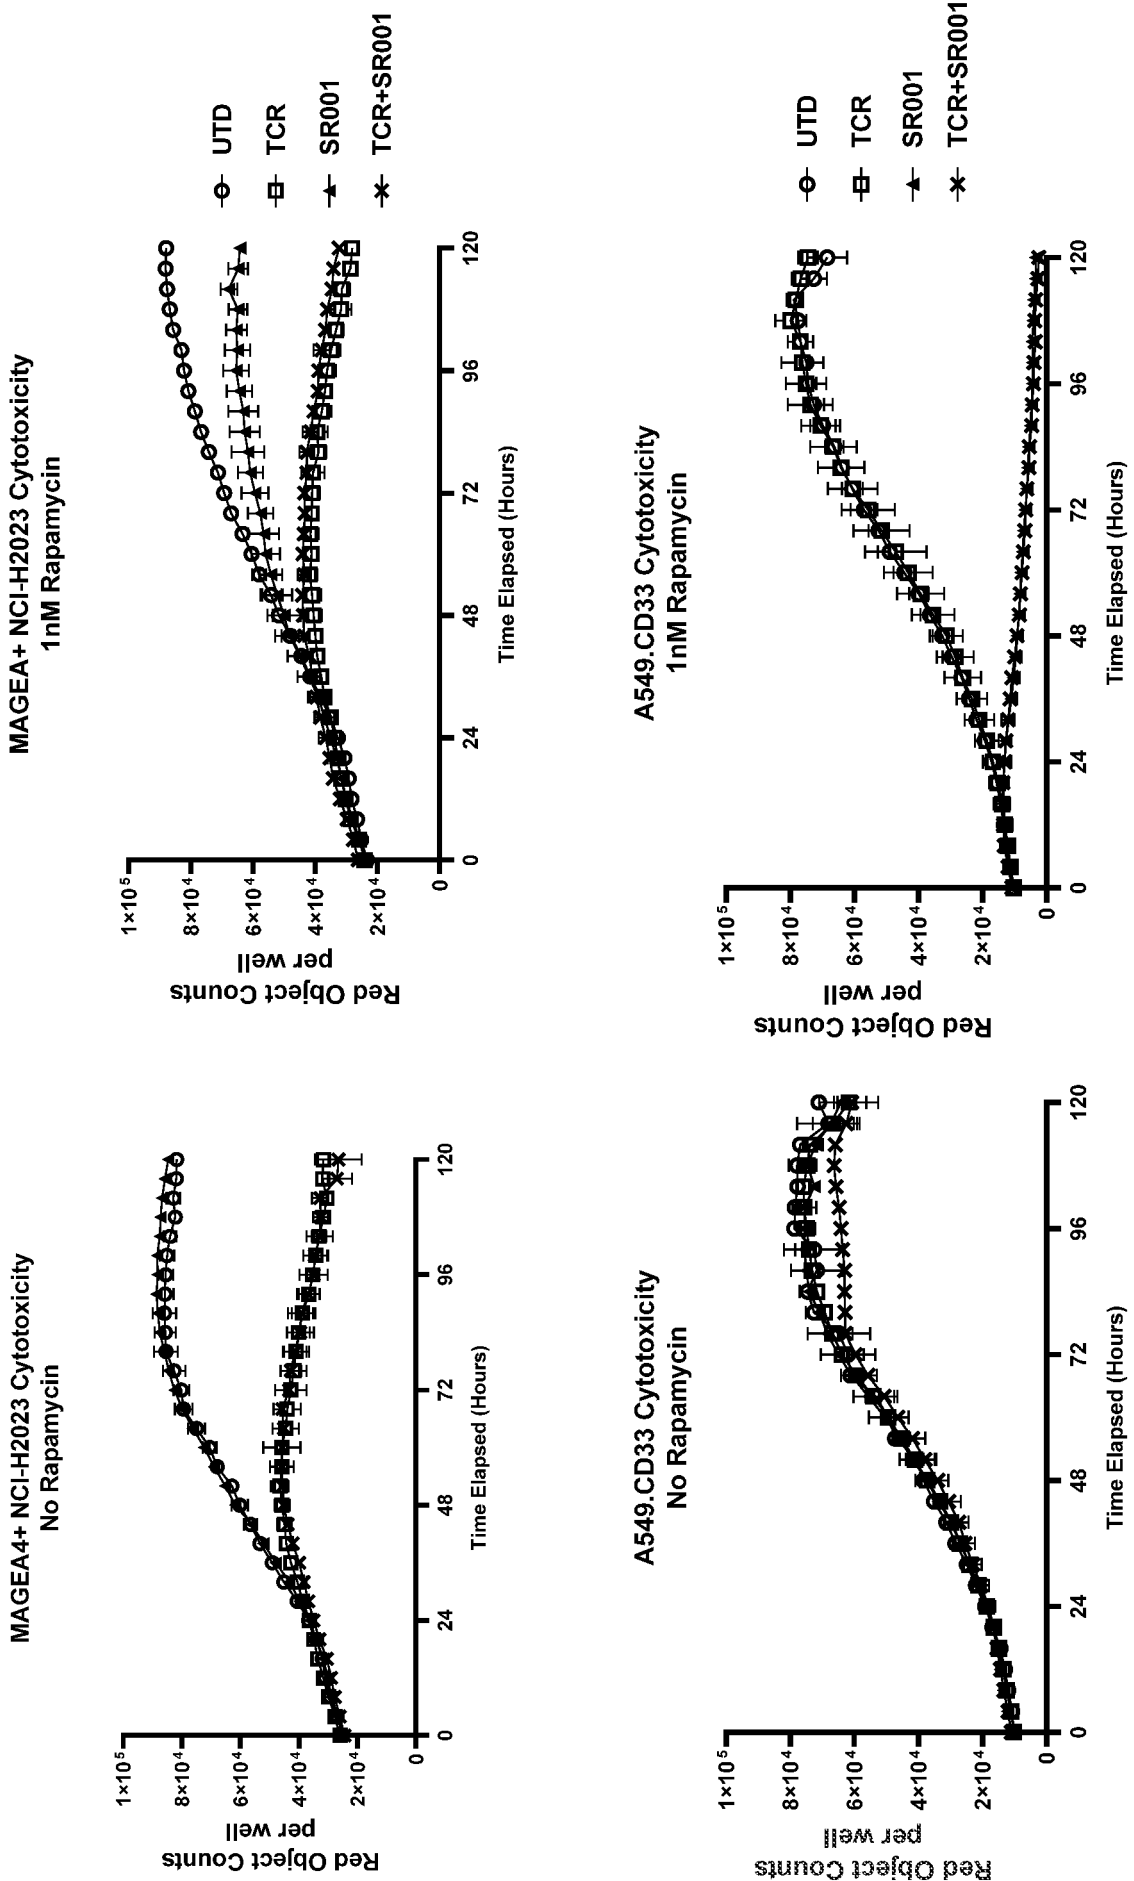 MAGEA4+ NCI-H2023 Cytotoxicity
No Rapamycin
Red Object Counts
per well
1×10⁵
8×10⁴
6×10⁴
4×10⁴
2×10⁴
0
0
24
48
72
96
120
Time Elapsed (Hours)
MAGEA+ NCI-H2023 Cytotoxicity
1nM Rapamycin
Red Object Counts
per well
1×10⁵
8×10⁴
6×10⁴
4×10⁴
2×10⁴
0
0
24
48
72
96
120
Time Elapsed (Hours)
UTD
TCR
SR001
TCR+SR001
A549.CD33 Cytotoxicity
No Rapamycin
Red Object Counts
per well
1×10⁵
8×10⁴
6×10⁴
4×10⁴
2×10⁴
0
0
24
48
72
96
120
Time Elapsed (Hours)
A549.CD33 Cytotoxicity
1nM Rapamycin
Red Object Counts
per well
1×10⁵
8×10⁴
6×10⁴
4×10⁴
2×10⁴
0
0
24
48
72
96
120
Time Elapsed (Hours)
UTD
TCR
SR001
TCR+SR001